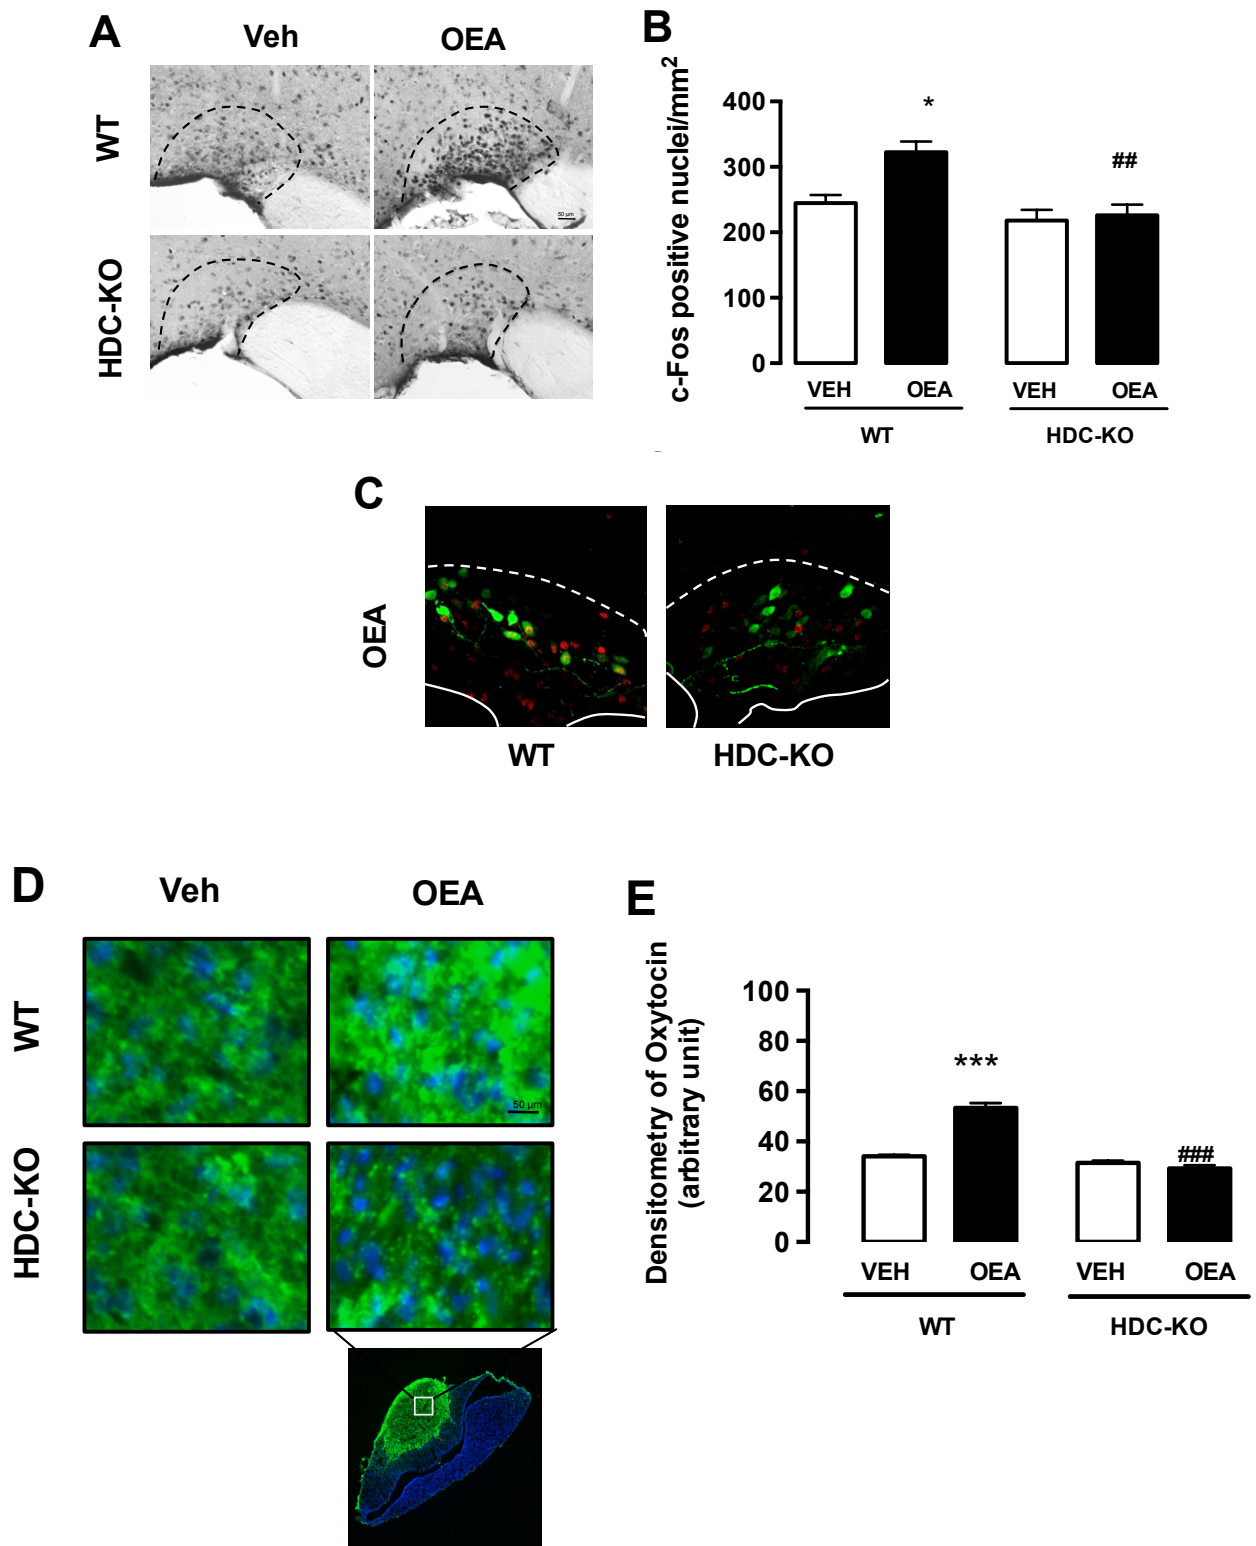 A
Veh
OEA
WT
HDC-KO
50 µm
B
c-Fos positive nuclei/mm²
400
300
200
100
0
*
##
VEH
OEA
VEH
OEA
WT
HDC-KO
C
OEA
WT
HDC-KO
D
Veh
OEA
WT
HDC-KO
50 µm
E
Densitometry of Oxytocin
(arbitrary unit)
100
80
60
40
20
0
***
###
VEH
OEA
VEH
OEA
WT
HDC-KO